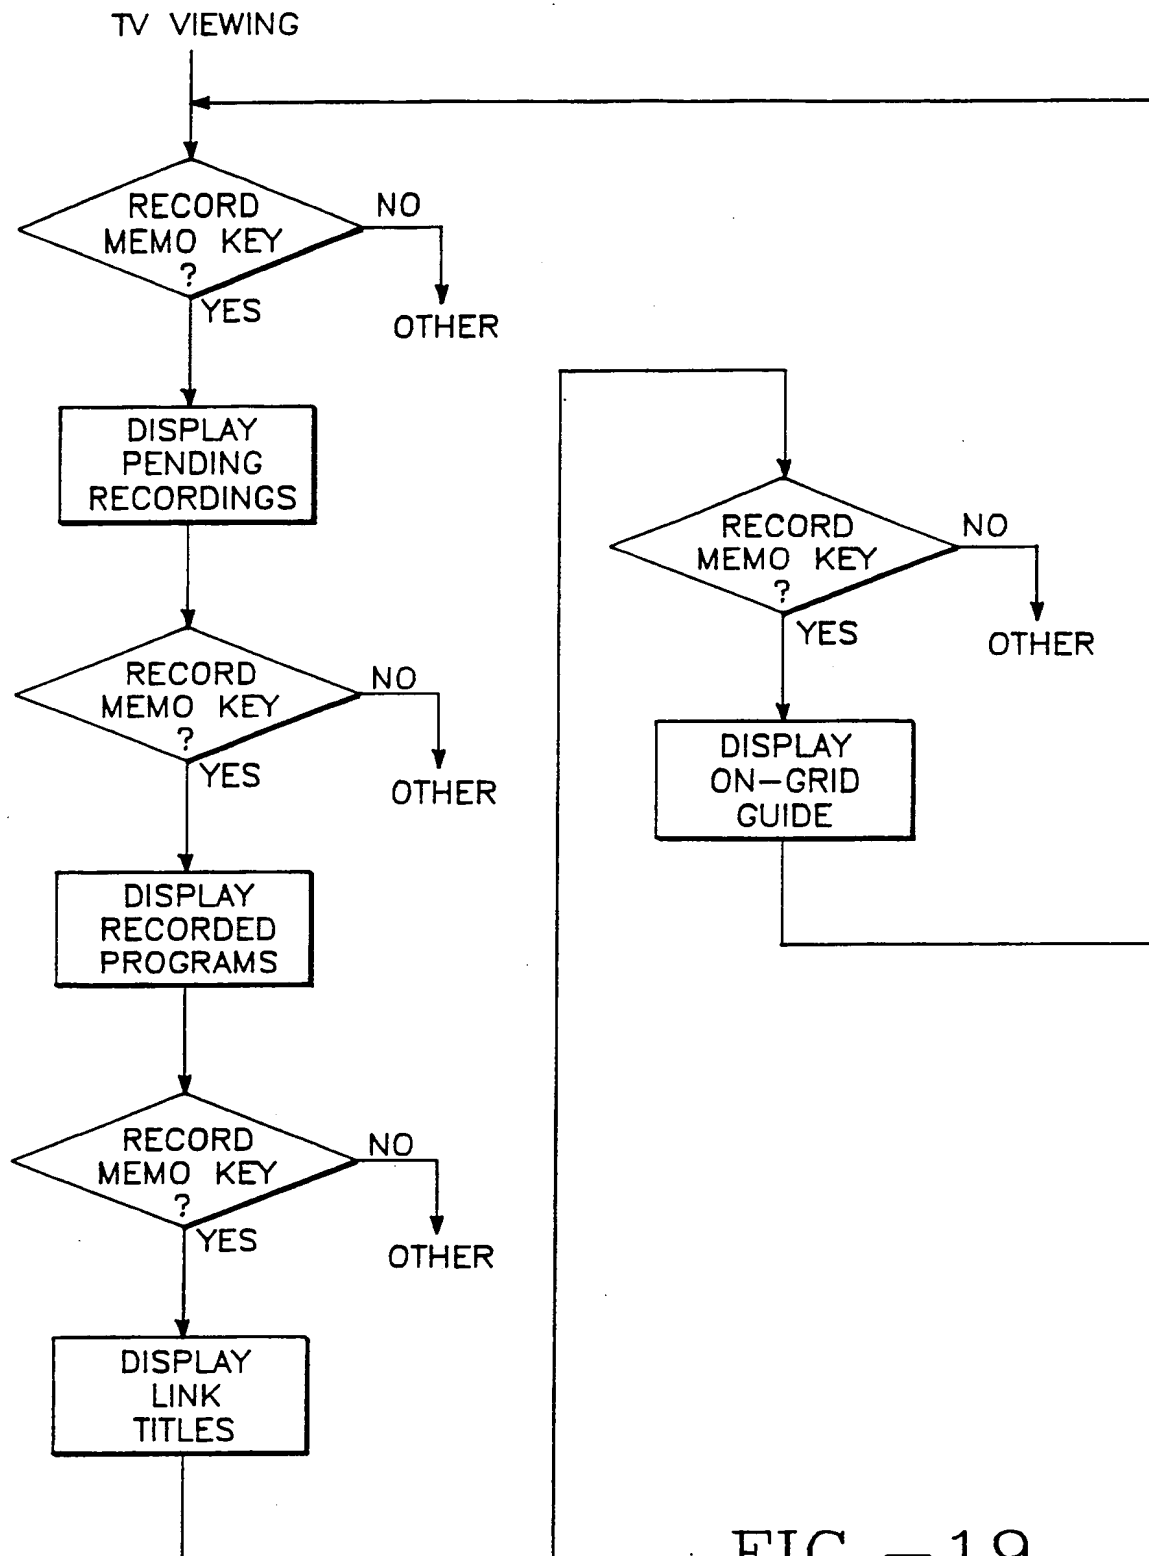 TV VIEWING
RECORD
MEMO KEY
?
NO
YES
OTHER
DISPLAY
PENDING
RECORDINGS
RECORD
MEMO KEY
?
NO
YES
OTHER
DISPLAY
RECORDED
PROGRAMS
RECORD
MEMO KEY
?
NO
YES
OTHER
DISPLAY
LINK
TITLES
RECORD
MEMO KEY
?
NO
YES
OTHER
DISPLAY
ON-GRID
GUIDE
FIG.-19